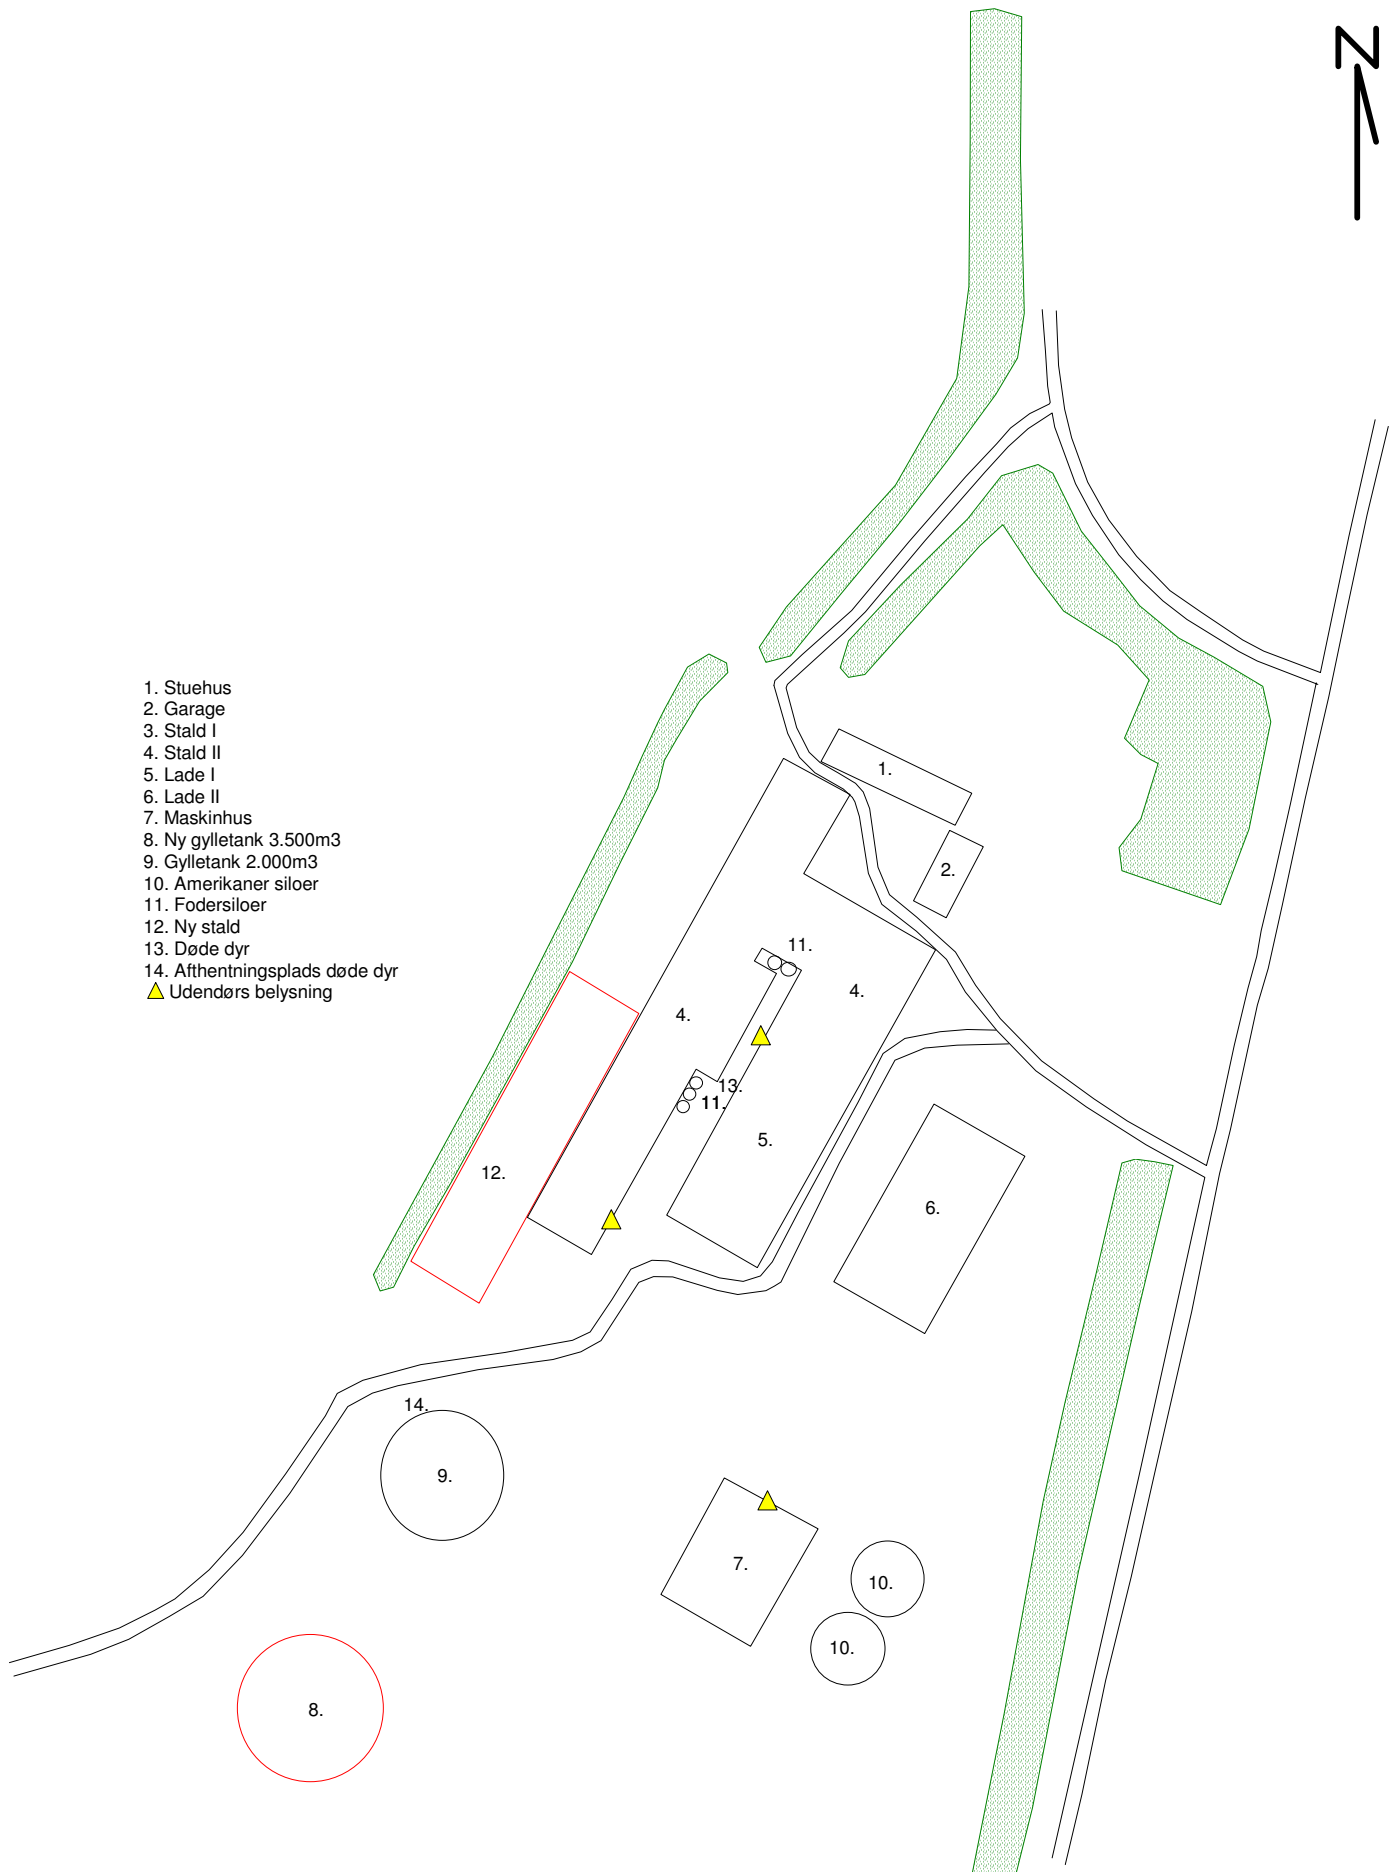 N
1. Stuehus
2. Garage
3. Stald I
4. Stald II
5. Lade I
6. Lade II
7. Maskinhus
8. Ny gylletank 3.500m3
9. Gylletank 2.000m3
10. Amerikaner siloer
11. Fodersiloer
12. Ny stald
13. Døde dyr
14. Afthentningsplads døde dyr
Udendørs belysning
1.
2.
11.
4.
4.
13.
11.
5.
12.
6.
14.
9.
7.
10.
10.
8.